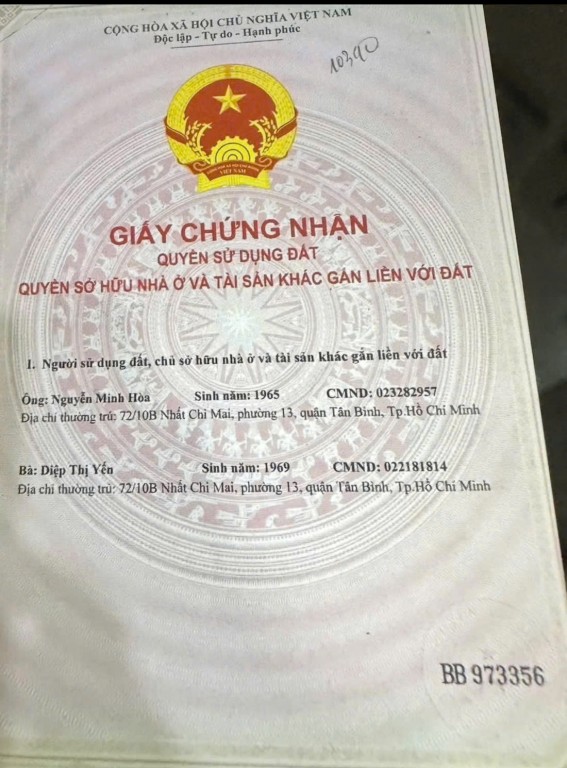 CỘNG HÒA XÃ HỘI CHỦ NGHĨA VIỆT NAM
Độc lập - Tự do - Hạnh phúc
10390
VIỆT NAM
GIẤY CHỨNG NHẬN
QUYỀN SỬ DỤNG ĐẤT
QUYỀN SỞ HỮU NHÀ Ở VÀ TÀI SẢN KHÁC GẮN LIỀN VỚI ĐẤT
I. Người sử dụng đất, chủ sở hữu nhà ở và tài sản khác gắn liền với đất
Ông: Nguyễn Minh Hòa Sinh năm: 1965 CMND: 023282957
Địa chỉ thường trú: 72/10B Nhất Chi Mai, phường 13, quận Tân Bình, Tp.Hồ Chí Minh
Bà: Diệp Thị Yến Sinh năm: 1969 CMND: 022181814
Địa chỉ thường trú: 72/10B Nhất Chi Mai, phường 13, quận Tân Bình, Tp.Hồ Chí Minh
BB 973356